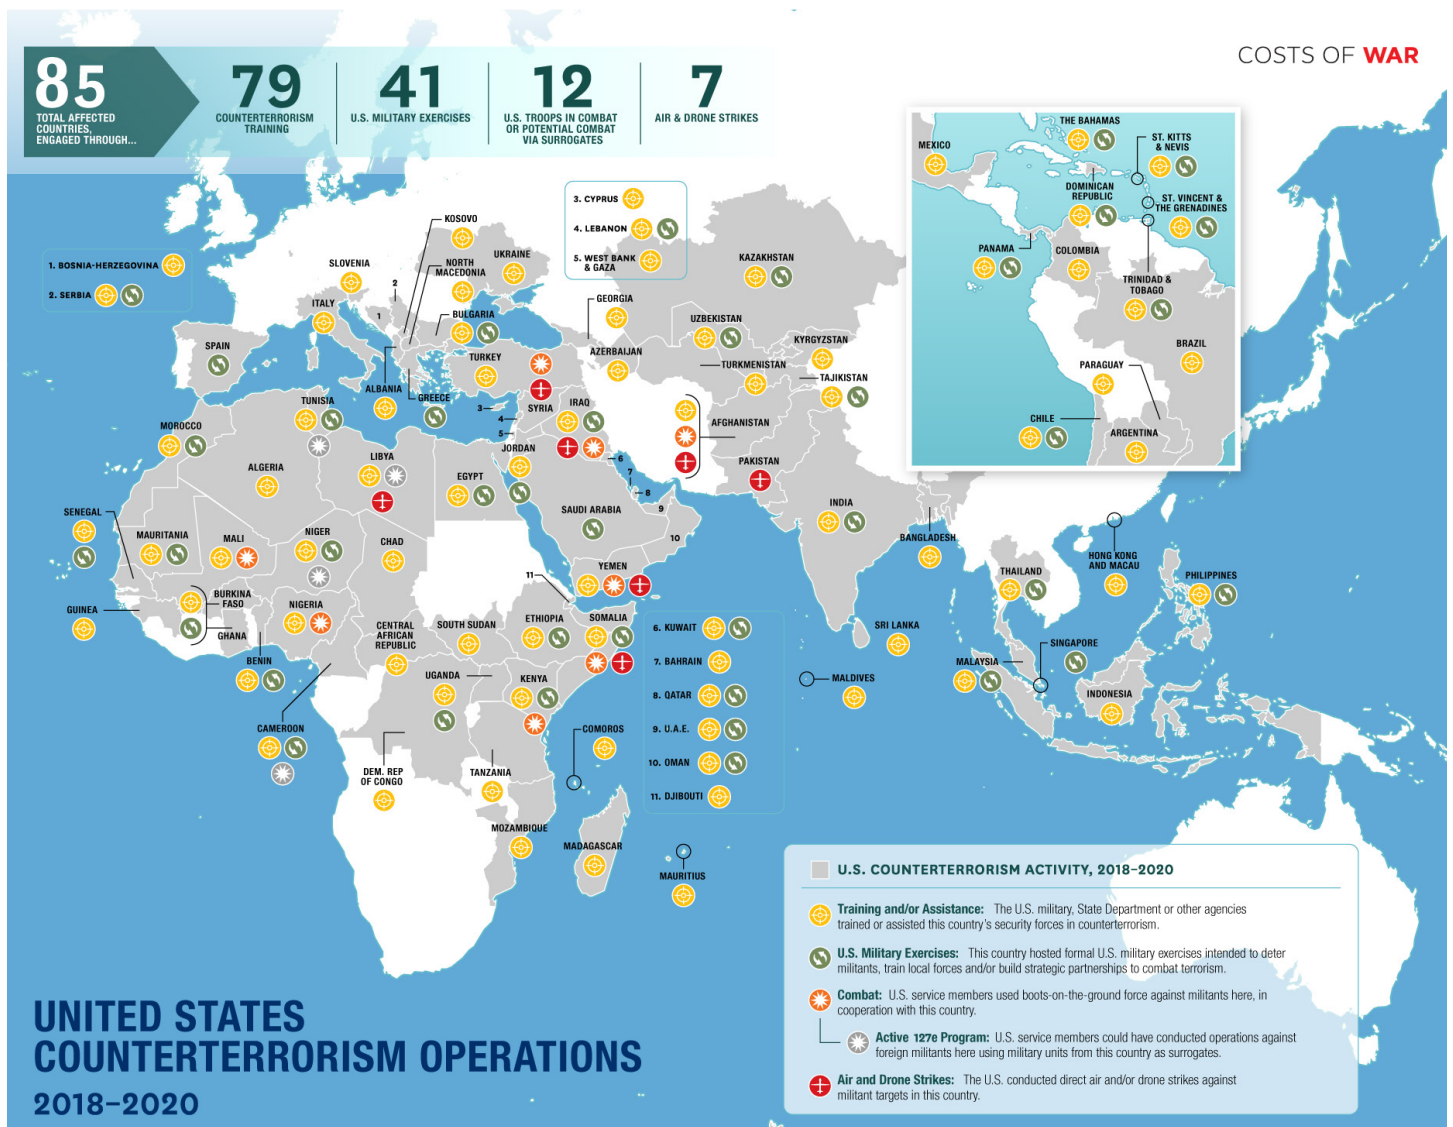 85
TOTAL AFFECTED
COUNTRIES,
ENGAGED THROUGH...
79
COUNTERTERRORISM
TRAINING
41
U.S. MILITARY EXERCISES
12
U.S. TROOPS IN COMBAT
OR POTENTIAL COMBAT
VIA SURROGATES
7
AIR & DRONE STRIKES
COSTS OF WAR
MEXICO
THE BAHAMAS
ST. KITTS
& NEVIS
DOMINICAN
REPUBLIC
ST. VINCENT &
THE GRENADINES
PANAMA
COLOMBIA
TRINIDAD &
TOBAGO
BRAZIL
PARAGUAY
CHILE
ARGENTINA
1. BOSNIA-HERZEGOVINA
2. SERBIA
3. CYPRUS
4. LEBANON
5. WEST BANK
& GAZA
KOSOVO
SLOVENIA
NORTH
MACEDONIA
UKRAINE
2
ITALY
1
BULGARIA
GEORGIA
KAZAKHSTAN
UZBEKISTAN
KYRGYZSTAN
SPAIN
TURKEY
AZERBAIJAN
TURKMENISTAN
TAJIKISTAN
ALBANIA
GREECE
TUNISIA
3
SYRIA
IRAQ
4
5
AFGHANISTAN
MOROCCO
JORDAN
6
LIBYA
ALGERIA
EGYPT
7
8
PAKISTAN
SAUDI ARABIA
9
10
INDIA
SENEGAL
MAURITANIA
MALI
NIGER
CHAD
BANGLADESH
HONG KONG
AND MACAU
YEMEN
11
THAILAND
PHILIPPINES
GUINEA
BURKINA
FASO
NIGERIA
GHANA
CENTRAL
AFRICAN
REPUBLIC
SOUTH SUDAN
ETHIOPIA
SOMALIA
SRI LANKA
SINGAPORE
BENIN
UGANDA
KENYA
MALAYSIA
MALDIVES
INDONESIA
6. KUWAIT
7. BAHRAIN
8. QATAR
9. U.A.E.
10. OMAN
11. DJIBOUTI
CAMEROON
COMOROS
DEM. REP
OF CONGO
TANZANIA
MOZAMBIQUE
MADAGASCAR
MAURITIUS
U.S. COUNTERTERRORISM ACTIVITY, 2018–2020
Training and/or Assistance: The U.S. military, State Department or other agencies
trained or assisted this country's security forces in counterterrorism.
U.S. Military Exercises: This country hosted formal U.S. military exercises intended to deter
militants, train local forces and/or build strategic partnerships to combat terrorism.
Combat: U.S. service members used boots-on-the-ground force against militants here, in
cooperation with this country.
Active 127e Program: U.S. service members could have conducted operations against
foreign militants here using military units from this country as surrogates.
Air and Drone Strikes: The U.S. conducted direct air and/or drone strikes against
militant targets in this country.
UNITED STATES
COUNTERTERRORISM OPERATIONS
2018–2020